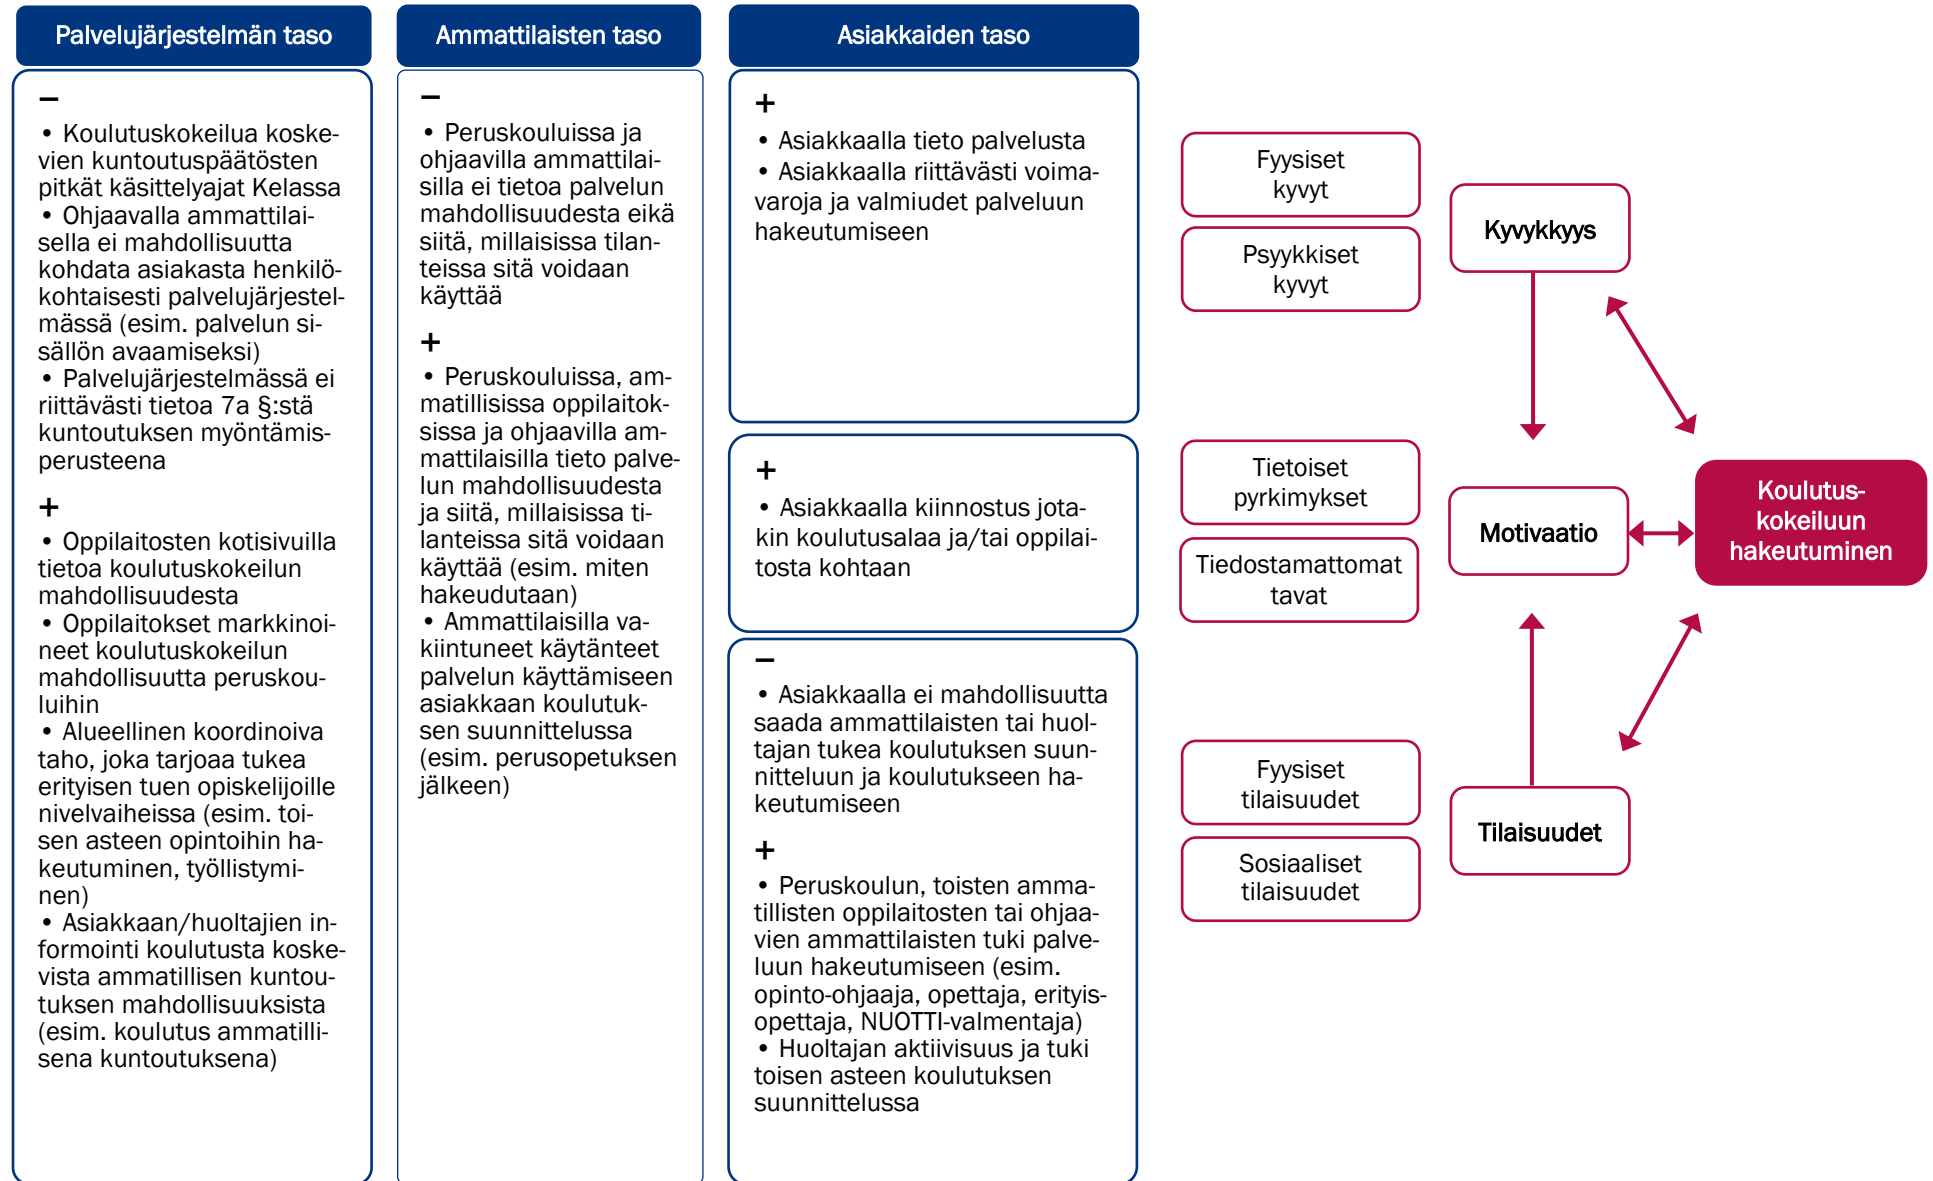 Palvelujärjestelmän taso
–
• Koulutuskokeilua koske-
vien kuntoutuspäätösten
pitkät käsittelyajat Kelassa
• Ohjaavalla ammattilai-
sella ei mahdollisuutta
kohdata asiakasta henkilö-
kohtaisesti palvelujärjestel-
mässä (esim. palvelun si-
sällön avaamiseksi)
• Palvelujärjestelmässä ei
riittävästi tietoa 7a §:stä
kuntoutuksen myöntämis-
perusteena
+
• Oppilaitosten kotisivuilla
tietoa koulutuskokeilun
mahdollisuudesta
• Oppilaitokset markkinoi-
neet koulutuskokeilun
mahdollisuutta peruskou-
luihin
• Alueellinen koordinoiva
taho, joka tarjoaa tukea
erityisen tuen opiskelijoille
nivelvaiheissa (esim. toi-
sen asteen opintoihin ha-
keutuminen, työllistymi-
nen)
• Asiakkaan/huoltajien in-
formointi koulutusta koske-
vista ammatillisen kuntou-
tuksen mahdollisuuksista
(esim. koulutus ammatilli-
sena kuntoutuksena)
Ammattilaisten taso
–
• Peruskouluissa ja
ohjaavilla ammattilai-
silla ei tietoa palvelun
mahdollisuudesta eikä
siitä, millaisissa tilan-
teissa sitä voidaan
käyttää
+
• Peruskouluissa, am-
matillisissa oppilaitok-
sissa ja ohjaavilla am-
mattilaisilla tieto palve-
lun mahdollisuudesta
ja siitä, millaisissa ti-
lanteissa sitä voidaan
käyttää (esim. miten
hakeudutaan)
• Ammattilaisilla va-
kiintuneet käytänteet
palvelun käyttämiseen
asiakkaan koulutuk-
sen suunnittelussa
(esim. perusopetuksen
jälkeen)
Asiakkaiden taso
+
• Asiakkaalla tieto palvelusta
• Asiakkaalla riittävästi voima-
varoja ja valmiudet palveluun
hakeutumiseen
+
• Asiakkaalla kiinnostus jota-
kin koulutusalaa ja/tai oppilai-
tosta kohtaan
–
• Asiakkaalla ei mahdollisuutta
saada ammattilaisten tai huol-
tajan tukea koulutuksen suun-
nitteluun ja koulutukseen ha-
keutumiseen
+
• Peruskoulun, toisten amma-
tillisten oppilaitosten tai ohjaa-
vien ammattilaisten tuki palve-
luun hakeutumiseen (esim.
opinto-ohjaaja, opettaja, erityis-
opettaja, NUOTTI-valmentaja)
• Huoltajan aktiivisuus ja tuki
toisen asteen koulutuksen
suunnittelussa
Fyysiset
kyvyt
Psyykkiset
kyvyt
Kyvykkyys
Tietoiset
pyrkimykset
Tiedostamattomat
tavat
Motivaatio
Koulutus-
kokeiluun
hakeutuminen
Fyysiset
tilaisuudet
Sosiaaliset
tilaisuudet
Tilaisuudet